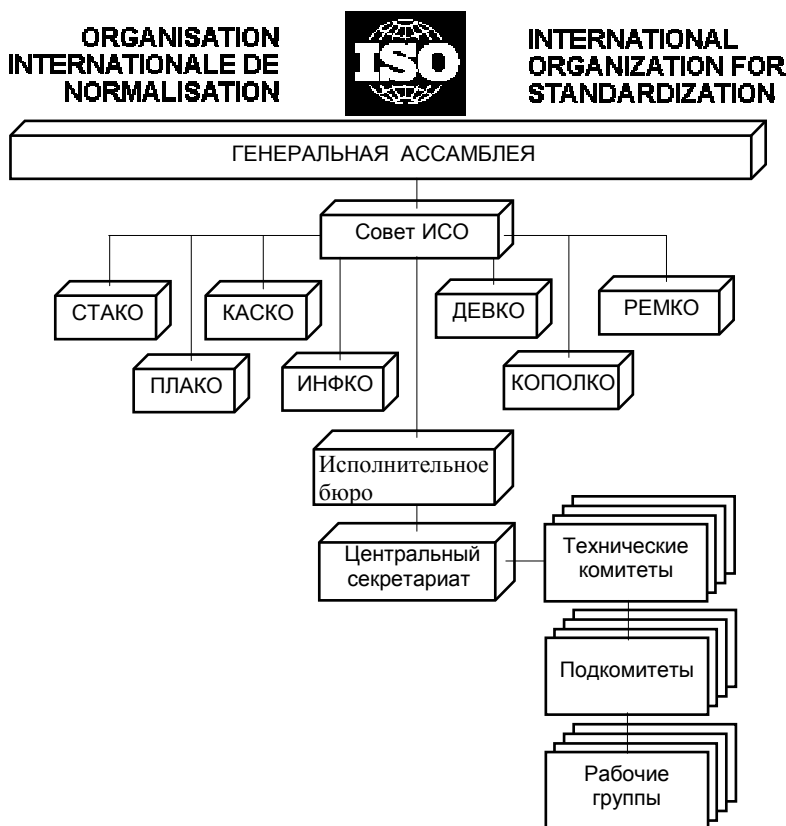 ORGANISATION
INTERNATIONALE DE
NORMALISATION
ISO
INTERNATIONAL
ORGANIZATION FOR
STANDARDIZATION
ГЕНЕРАЛЬНАЯ АССАМБЛЕЯ
Совет ИСО
СТАКО
КАСКО
ДЕВКО
РЕМКО
ПЛАКО
ИНФКО
КОПОЛКО
Исполнительное
бюро
Центральный
секретариат
Технические
комитеты
Подкомитеты
Рабочие
группы